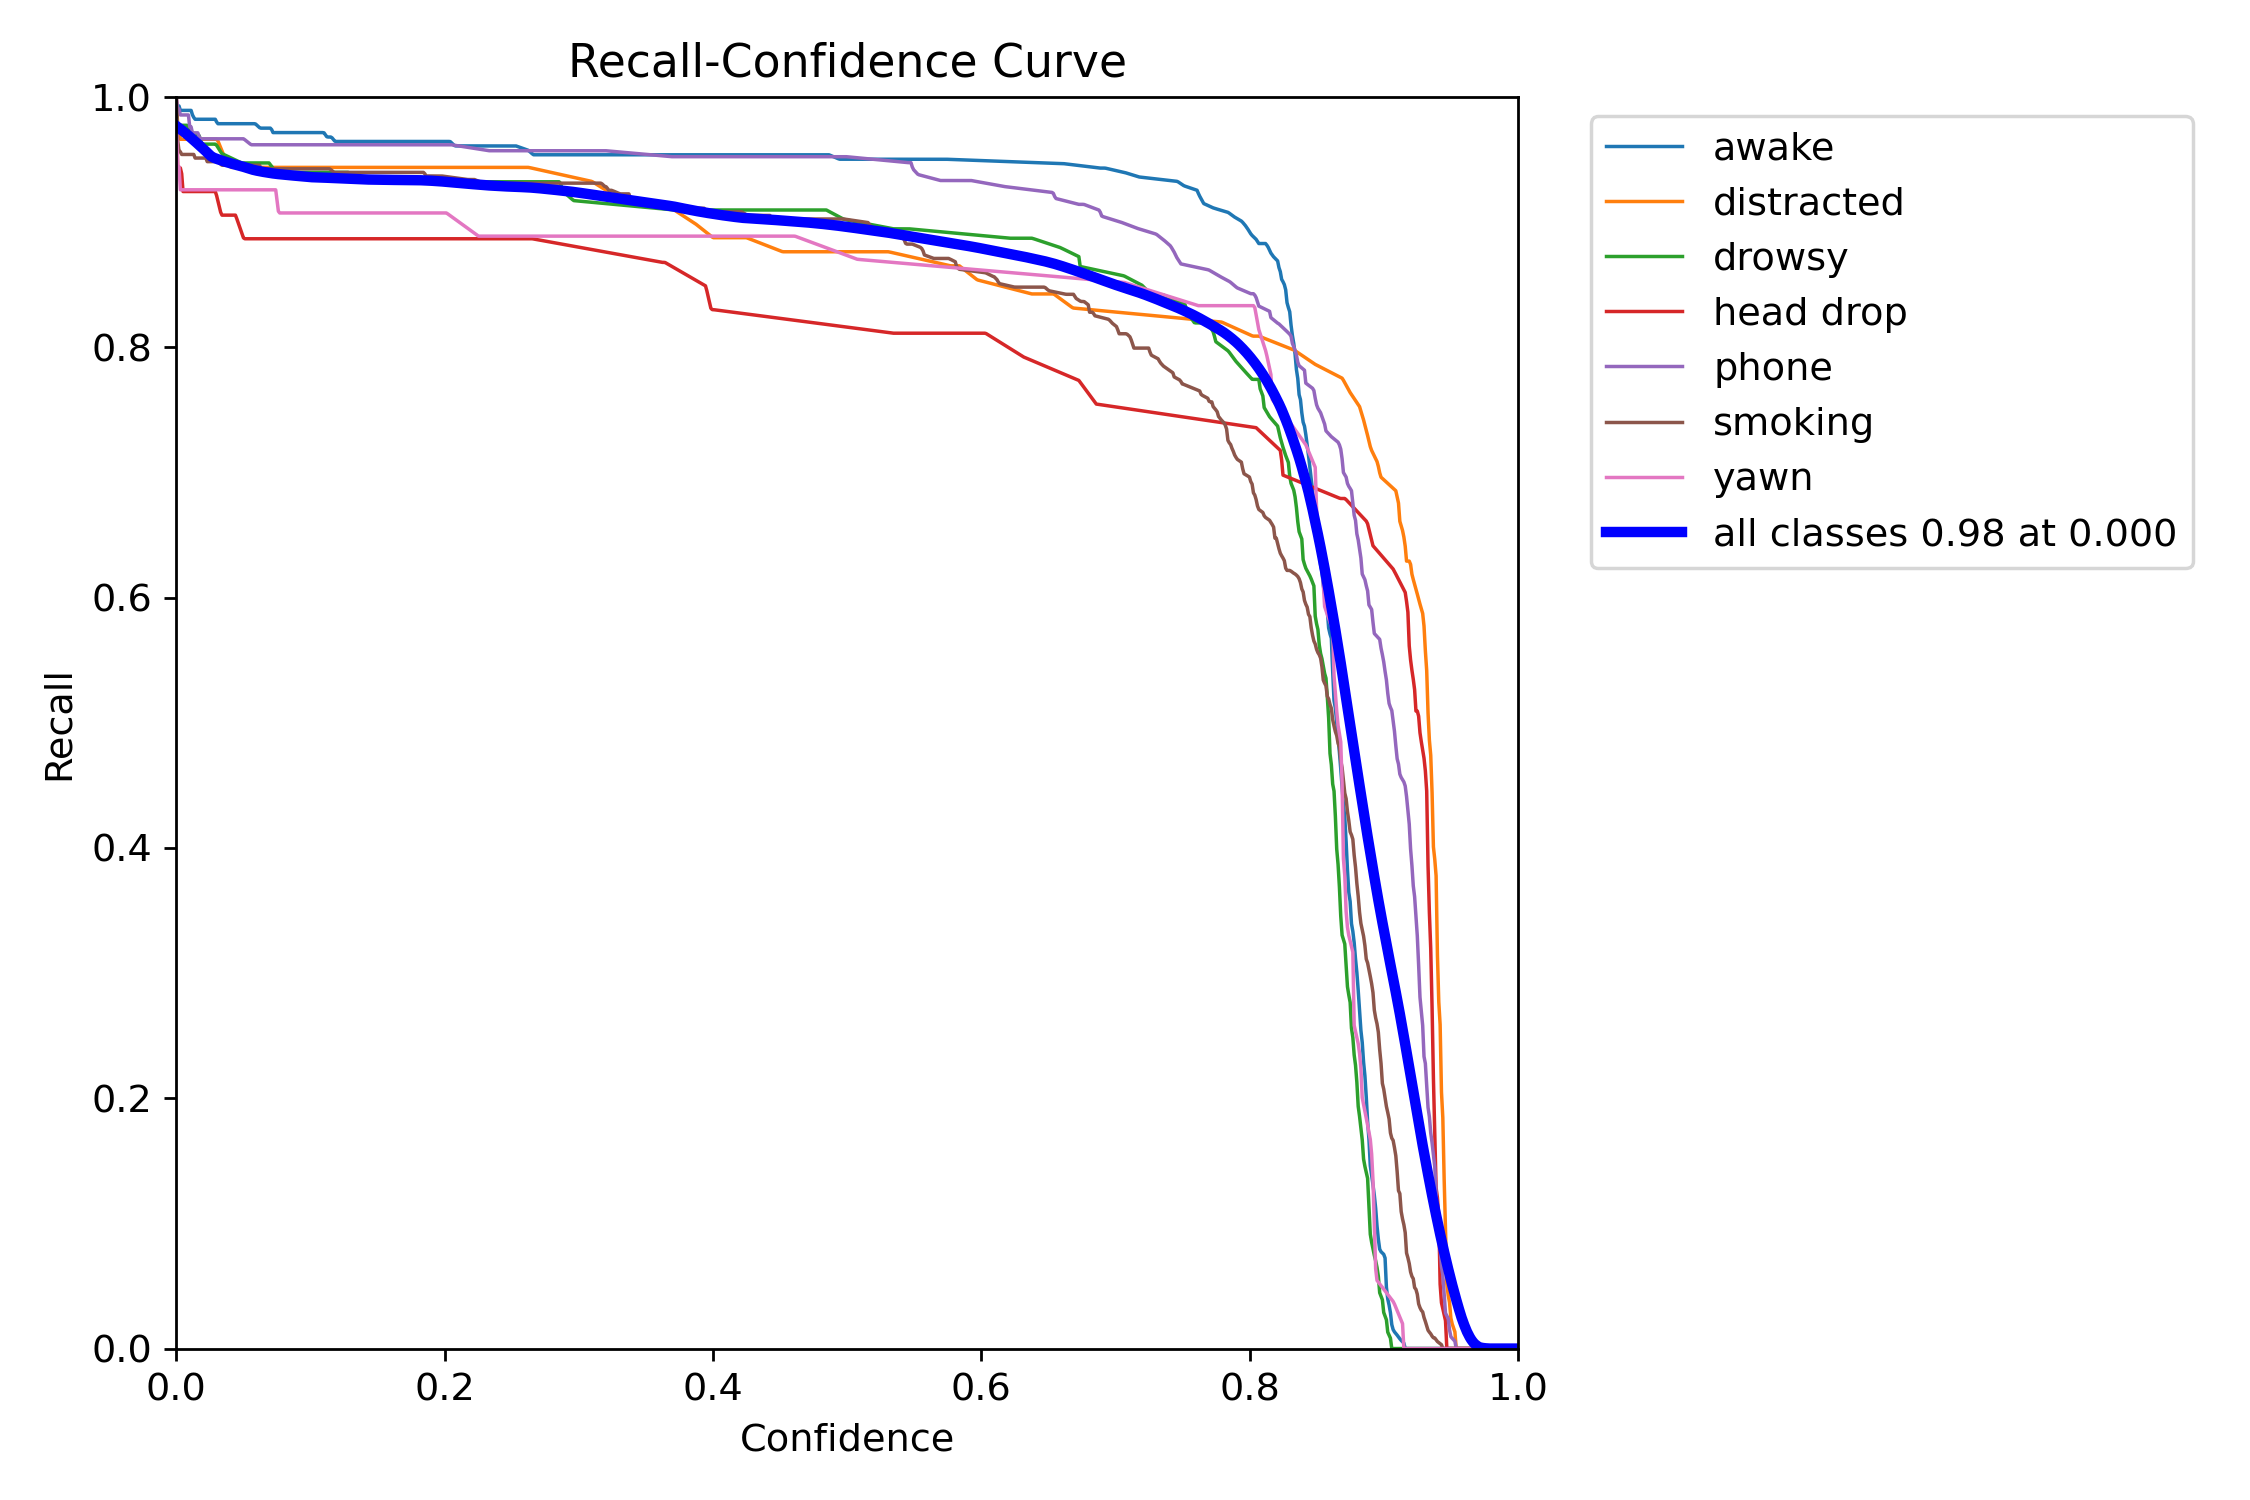 Recall-Confidence Curve
1.0
0.8
0.6
0.4
0.2
0.0
Recall
0.0 0.2 0.4 0.6 0.8 1.0
Confidence
awake
distracted
drowsy
head drop
phone
smoking
yawn
all classes 0.98 at 0.000